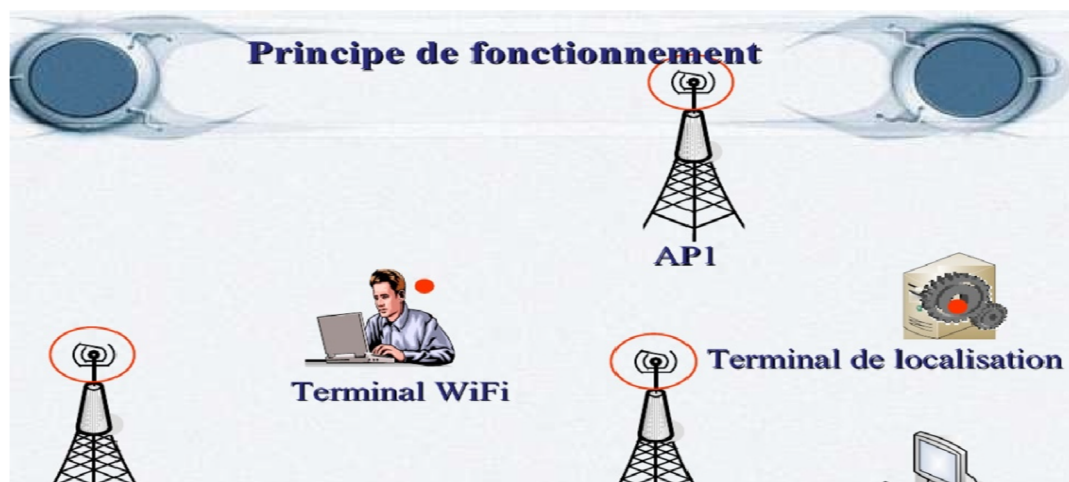 Principe de fonctionnement
AP1
Terminal de localisation
Terminal WiFi